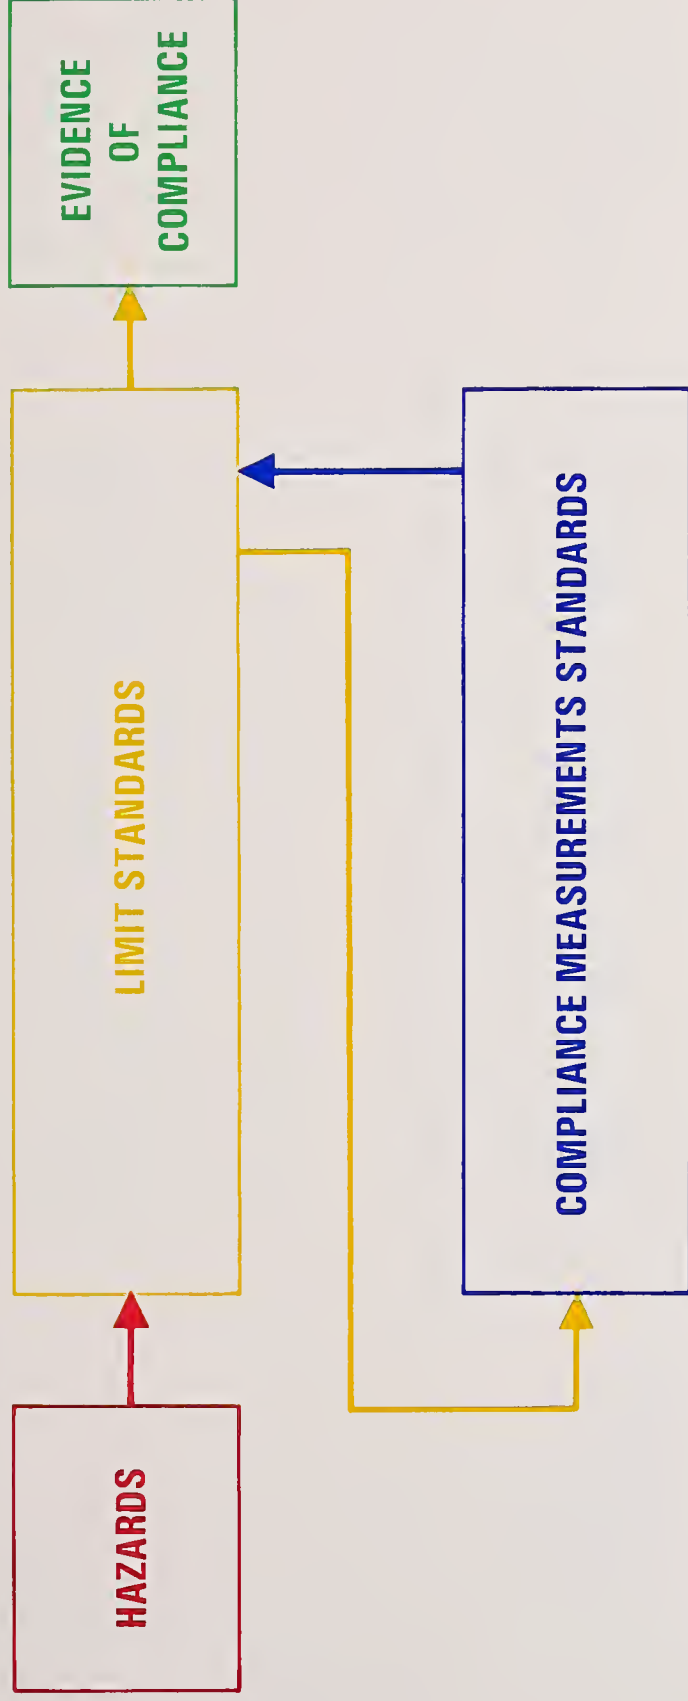 HAZARDS
LIMIT STANDARDS
EVIDENCE
OF
COMPLIANCE
COMPLIANCE MEASUREMENTS STANDARDS